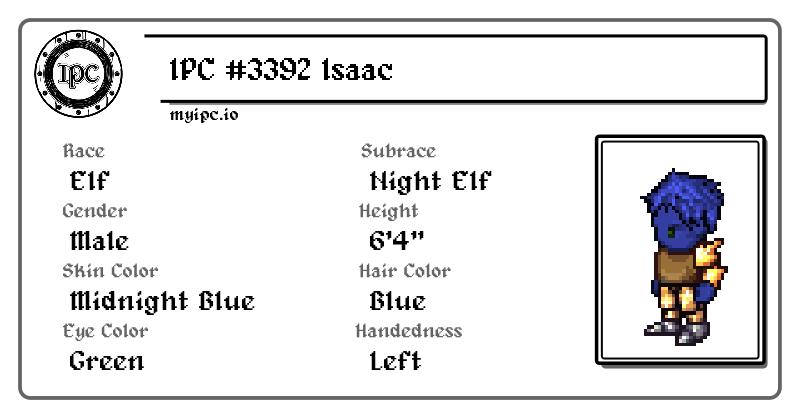 IPC
IPC #3392 Isaac
myipc.io
Race
Elf
Subrace
Night Elf
Gender
Male
Height
6'4"
Skin Color
Midnight Blue
Hair Color
Blue
Eye Color
Green
Handedness
Left